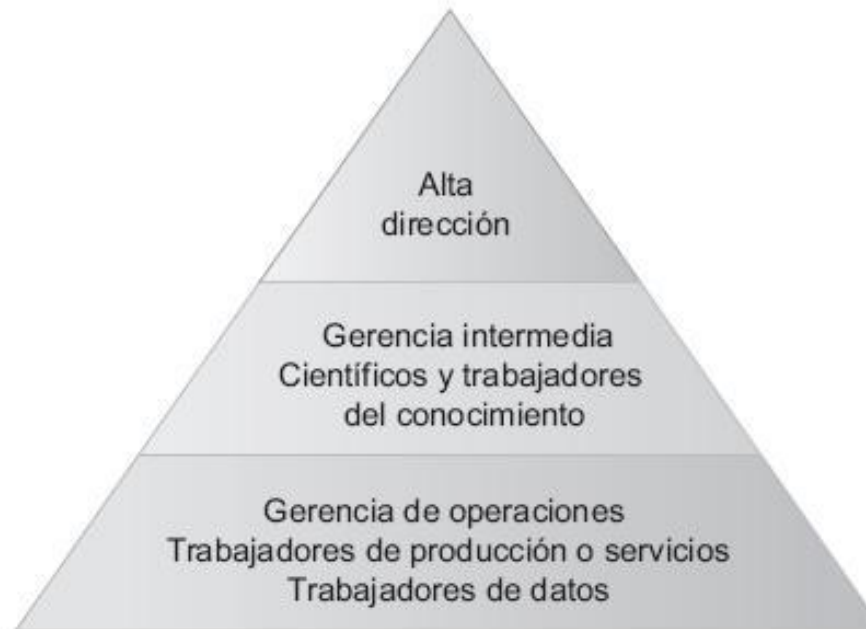 Alta
dirección
Gerencia intermedia
Científicos y trabajadores
del conocimiento
Gerencia de operaciones
Trabajadores de producción o servicios
Trabajadores de datos